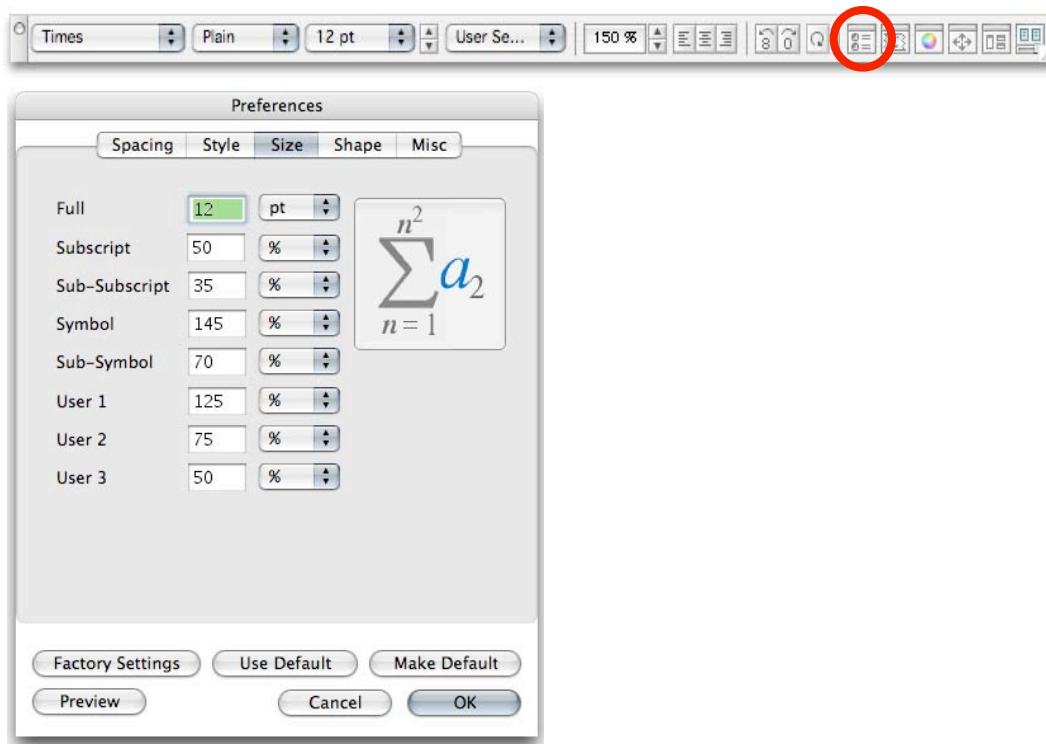 Times Plain 12 pt User Se... 150 %
Preferences
Spacing Style Size Shape Misc
Full 12 pt
Subscript 50 %
Sub-Subscript 35 %
Symbol 145 %
Sub-Symbol 70 %
User 1 125 %
User 2 75 %
User 3 50 %
n²
∑a₂
n = 1
Factory Settings Use Default Make Default
Preview Cancel OK